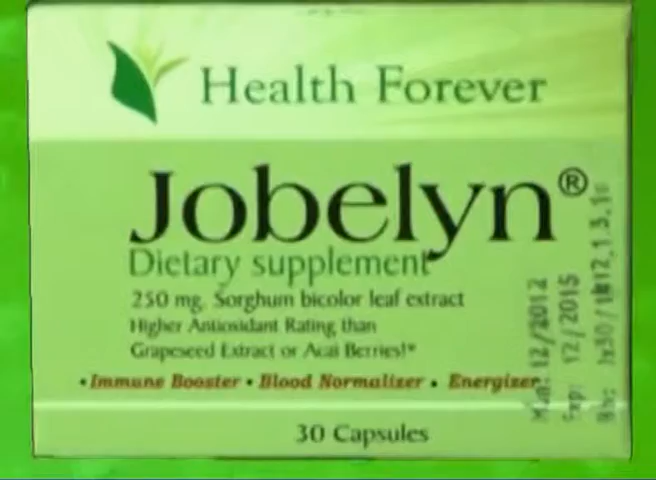 Health Forever
Jobelyn®
Dietary supplement
250 mg. Sorghum bicolor leaf extract
Higher Antioxidant Rating than
Grapeseed Extract or Acai Berries!*
• Immune Booster • Blood Normalizer • Energizer
30 Capsules
Man: 12/2012
Exp: 12/2015